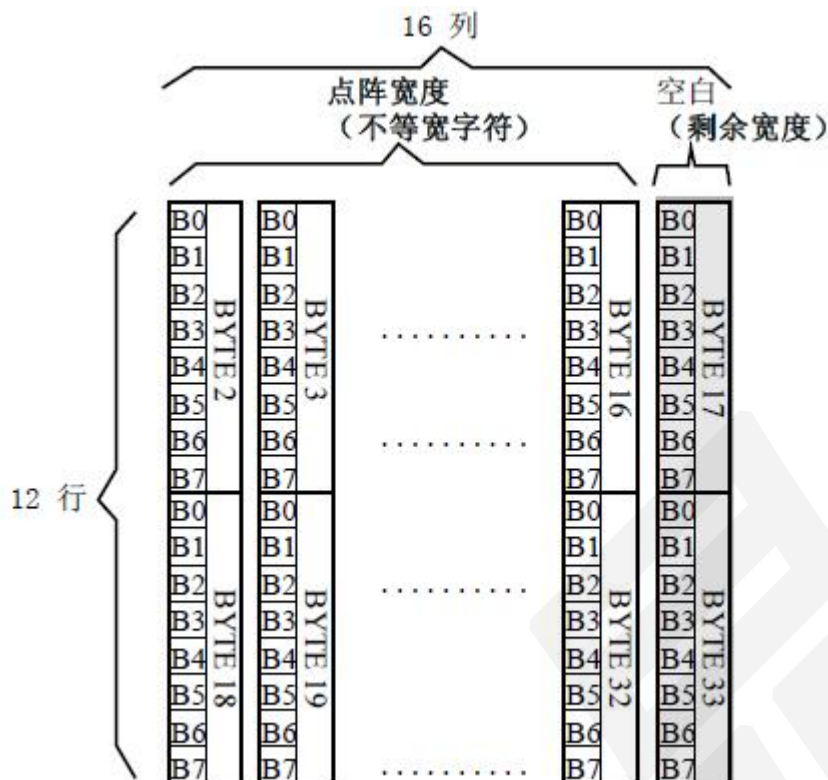 16 列
点阵宽度 空白
（不等宽字符） （剩余宽度）
12 行
B0 B0 B0 B0
B1 B1 B1 B1
B2 B2 B2 B2
B3 B3 .......... B3 B3
B4 B4 B4 B4
B5 B5 B5 B5
B6 B6 .......... B6 B6
B7 B7 B7 B7
BYTE 2 BYTE 3 BYTE 16 BYTE 17
B0 B0 B0 B0
B1 B1 B1 B1
B2 B2 .......... B2 B2
B3 B3 B3 B3
B4 B4 B4 B4
B5 B5 B5 B5
B6 B6 B6 B6
B7 B7 .......... B7 B7
BYTE 18 BYTE 19 BYTE 32 BYTE 33